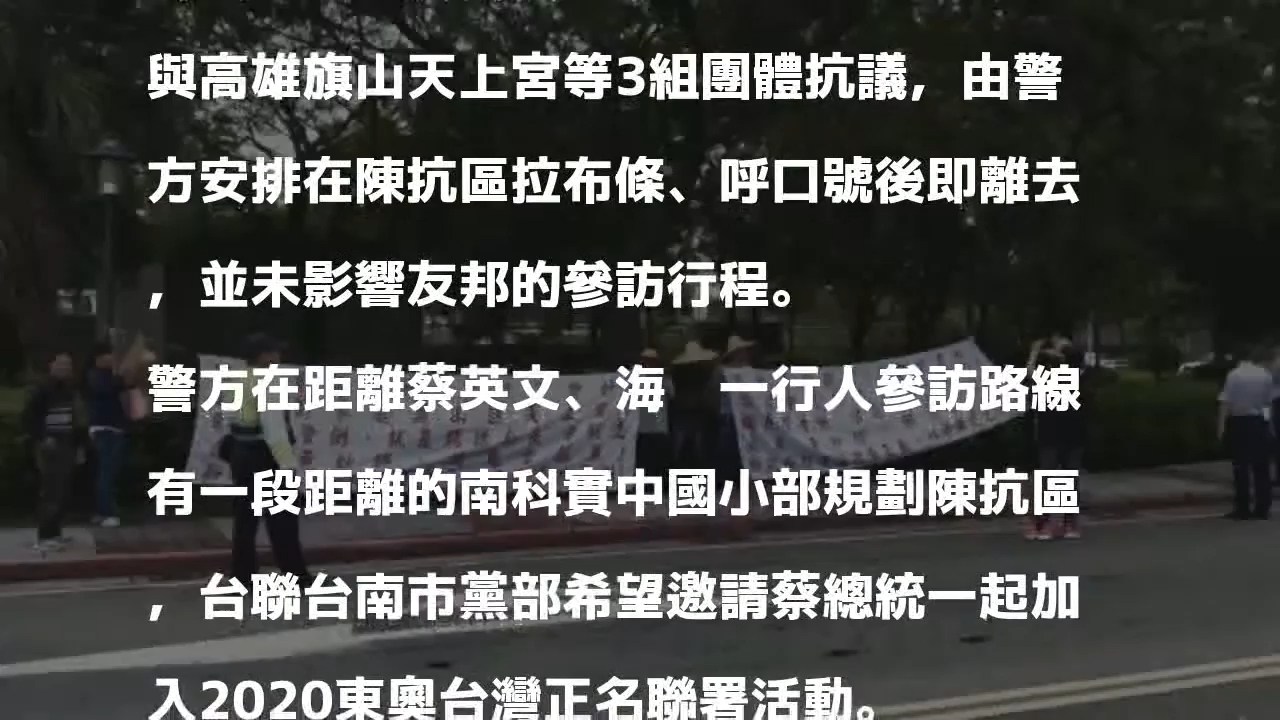 與高雄旗山天上宮等3組團體抗議，由警
方安排在陳抗區拉布條、呼口號後即離去
，並未影響友邦的參訪行程。
警方在距離蔡英文、海　一行人參訪路線
有一段距離的南科實中國小部規劃陳抗區
，台聯台南市黨部希望邀請蔡總統一起加
入2020東奧台灣正名聯署活動。